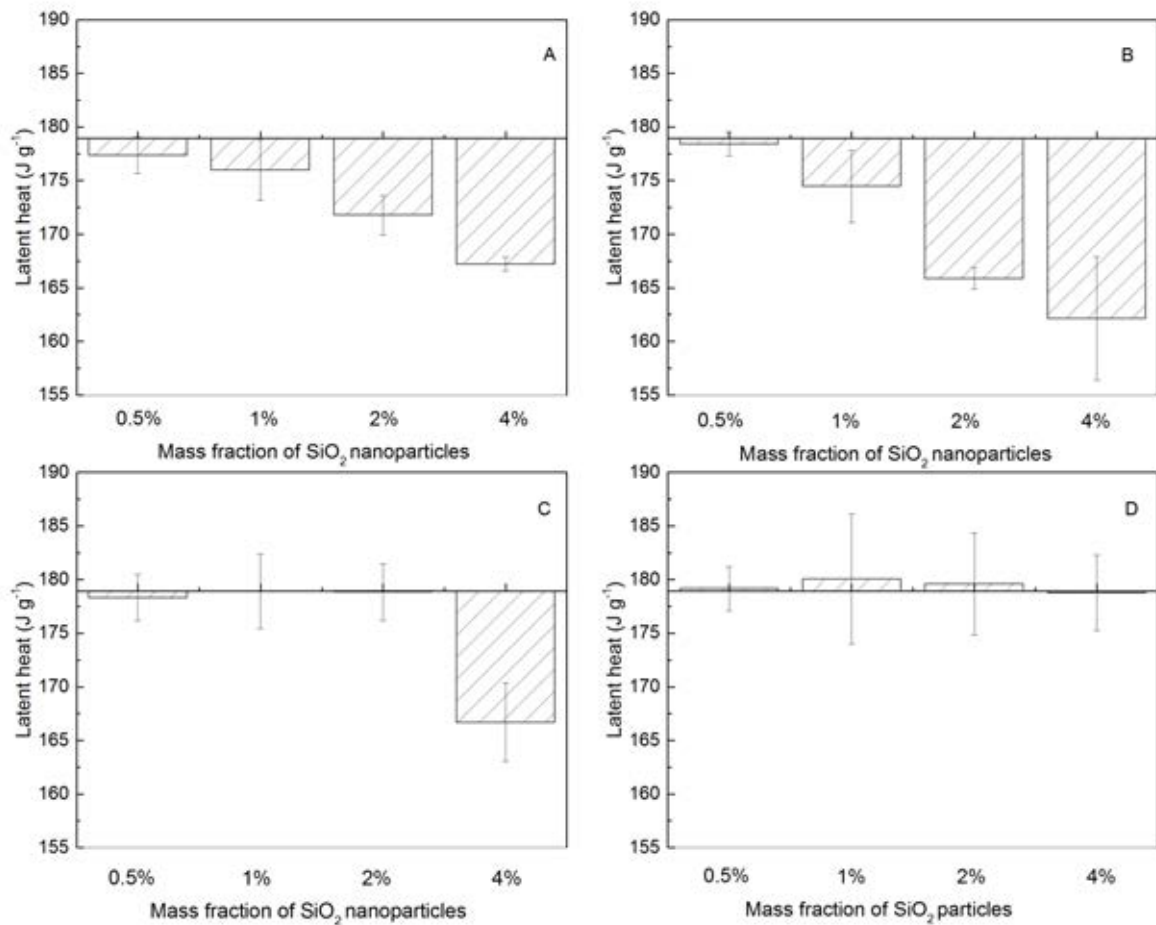 190
185
180
175
170
165
160
155
Latent heat (J g⁻¹)
A
0.5% 1% 2% 4%
Mass fraction of SiO₂ nanoparticles
190
185
180
175
170
165
160
155
Latent heat (J g⁻¹)
B
0.5% 1% 2% 4%
Mass fraction of SiO₂ nanoparticles
190
185
180
175
170
165
160
155
Latent heat (J g⁻¹)
C
0.5% 1% 2% 4%
Mass fraction of SiO₂ nanoparticles
190
185
180
175
170
165
160
155
Latent heat (J g⁻¹)
D
0.5% 1% 2% 4%
Mass fraction of SiO₂ particles